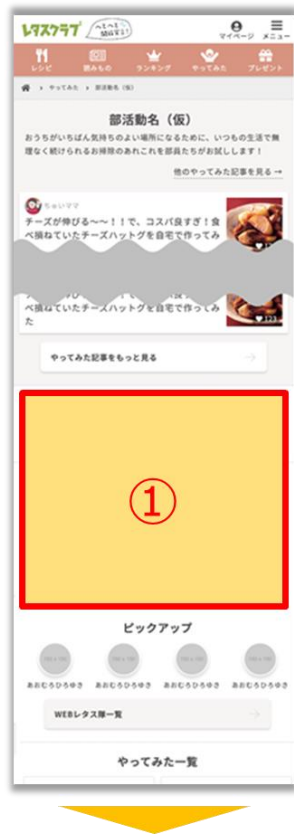 レタスクラブ
マイページ メニュー
レシピ 読みもの ランキング やってみた プレゼント
やってみた 部活動名（仮）
部活動名（仮）
おうちがいちばん気持ちのよい場所になるために、いつもの生活で無
理なく続けられるお掃除のあれこれを部員たちがお試しします！
他のやってみた記事を見る→
ちゅいママ
チーズが伸びる～～！！で、コスパ良すぎ！食
べ損ねていたチーズハットグを自宅で作ってみ
べ損ねていたチーズハットグを自宅で作ってみ
た
123
やってみた記事をもっと見る
①
ピックアップ
あおむろひろゆき あおむろひろゆき あおむろひろゆき あおむろひろゆき
WEBレタス隊一覧
やってみた一覧